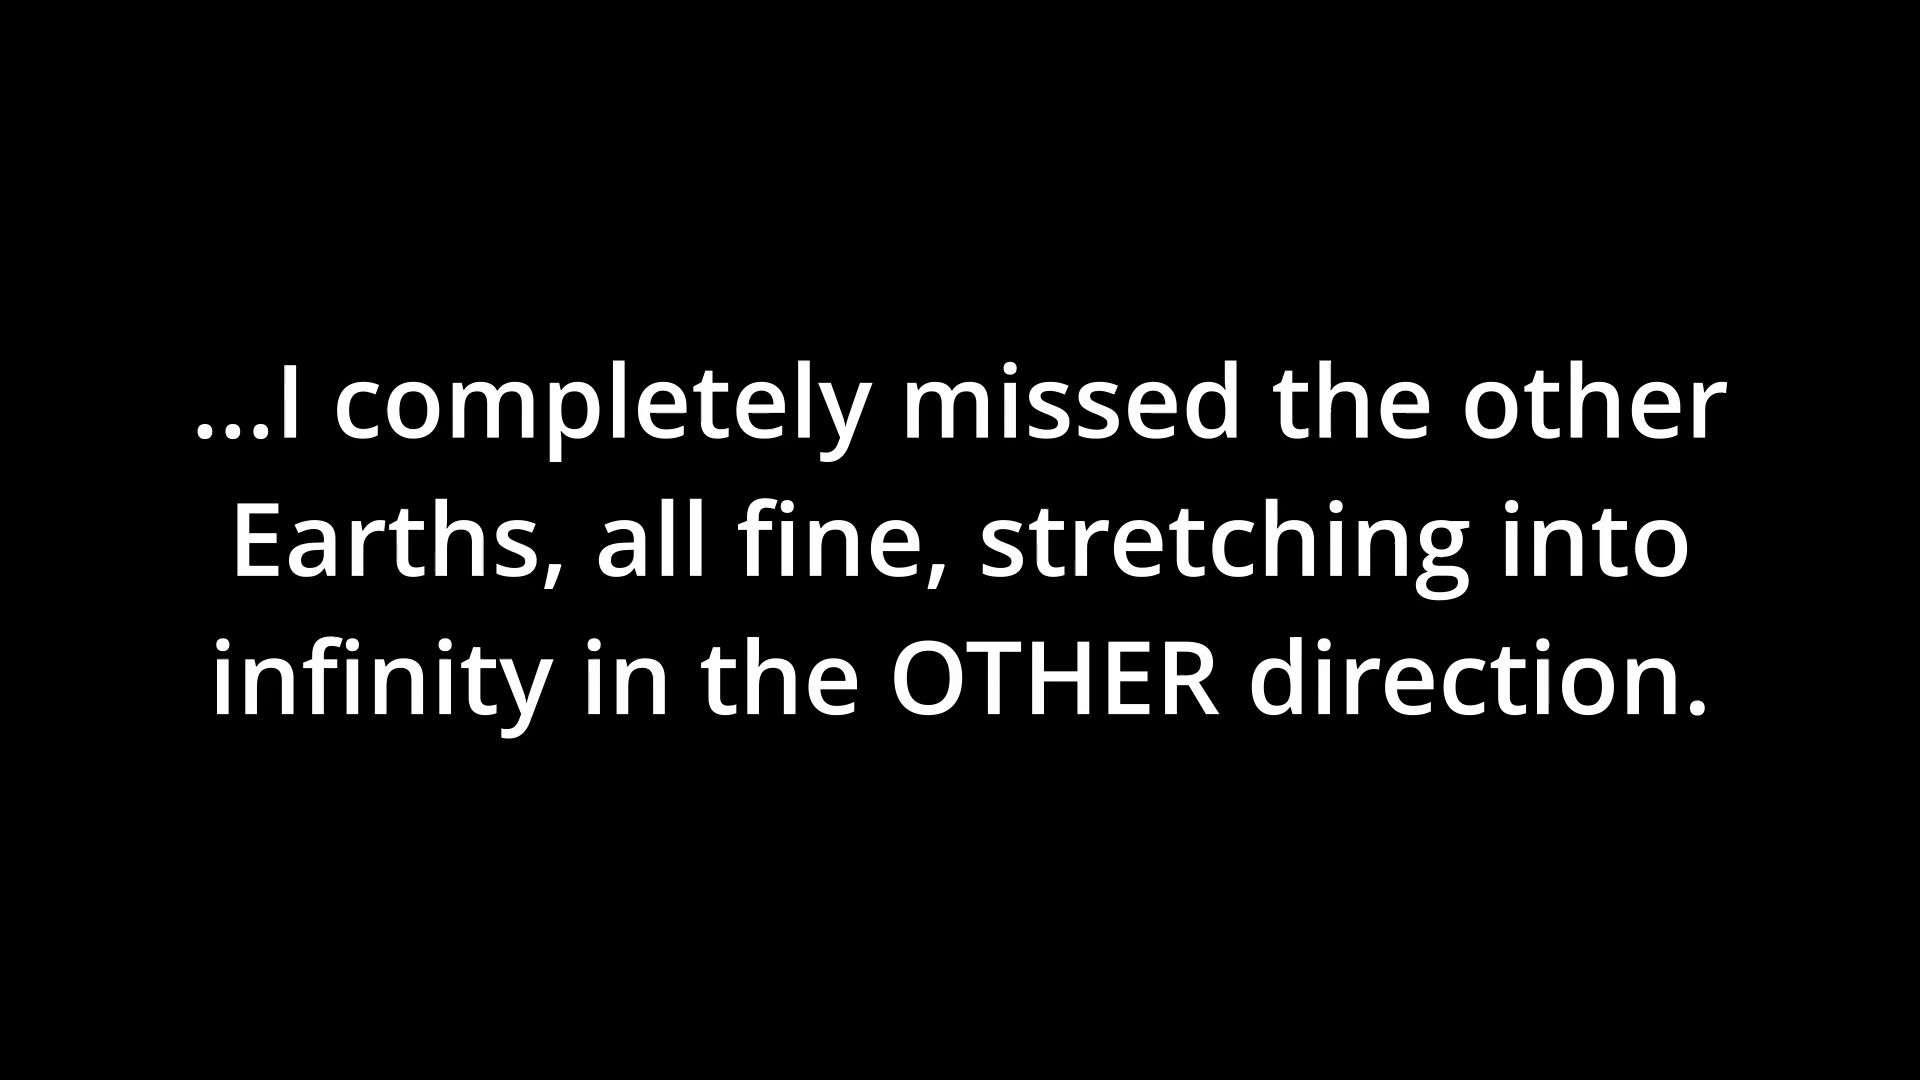 ...I completely missed the other
Earths, all fine, stretching into
infinity in the OTHER direction.